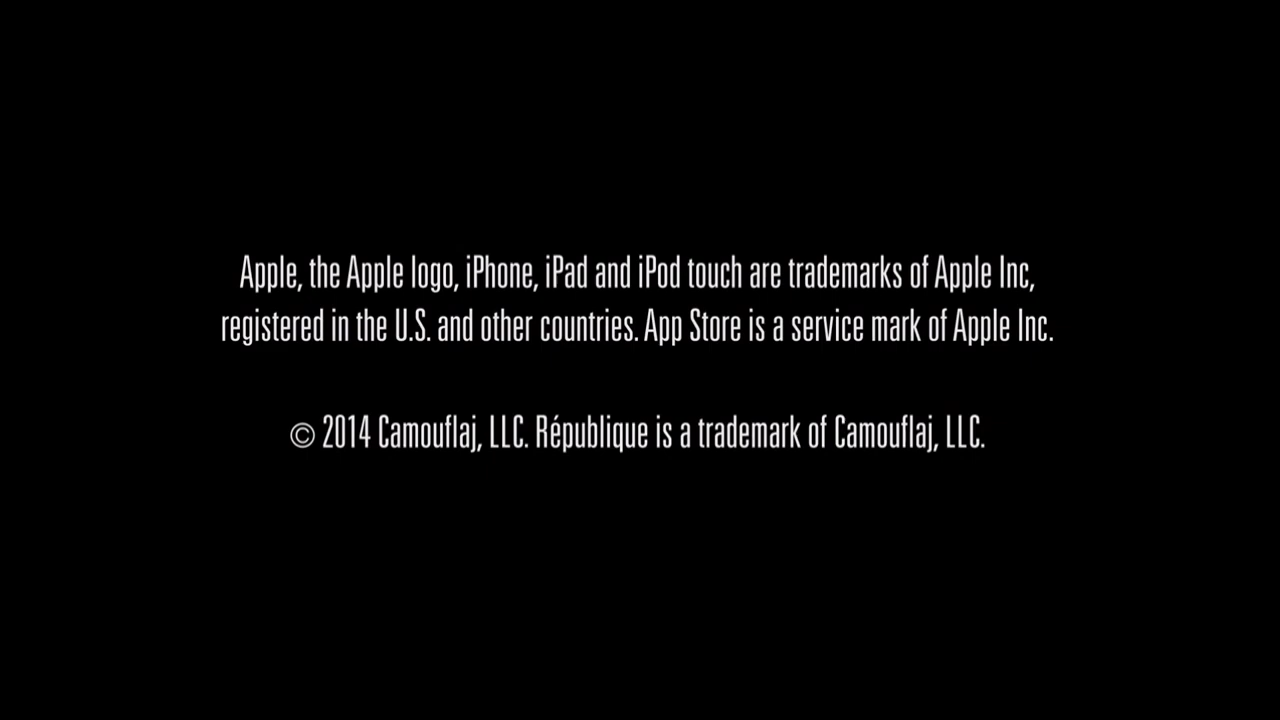 Apple, the Apple logo, iPhone, iPad and iPod touch are trademarks of Apple Inc,
registered in the U.S. and other countries. App Store is a service mark of Apple Inc.
© 2014 Camouflaj, LLC. République is a trademark of Camouflaj, LLC.